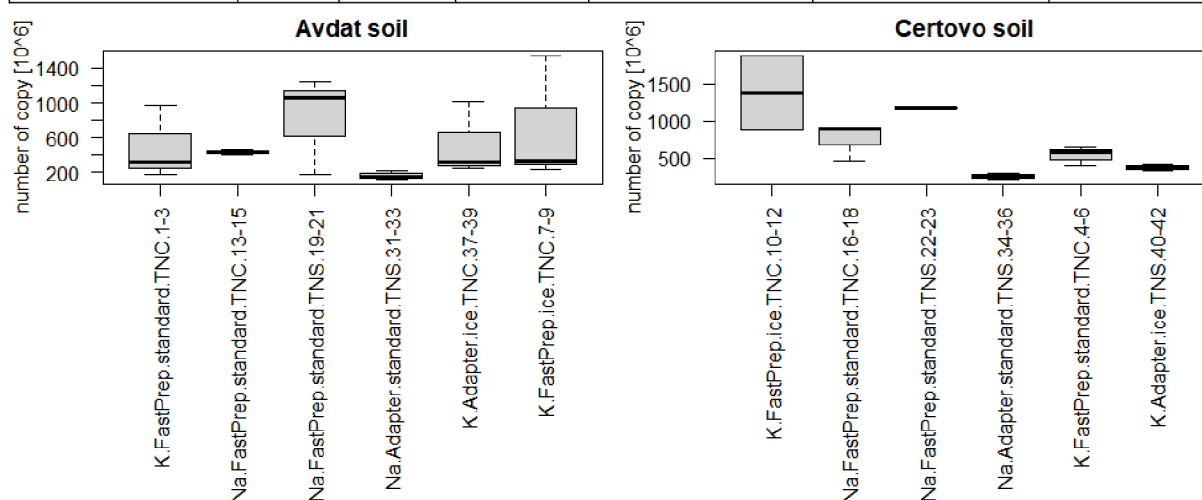 Avdat soil
number of copy [10^6]
1400
1000
600
200
K.FastPrep.standard.TNC.1-3
Na.FastPrep.standard.TNC.13-15
Na.FastPrep.standard.TNS.19-21
Na.Adapter.standard.TNS.31-33
K.Adapter.ice.TNC.37-39
K.FastPrep.ice.TNC.7-9
Certovo soil
number of copy [10^6]
1500
1000
500
K.FastPrep.ice.TNC.10-12
Na.FastPrep.standard.TNC.16-18
Na.FastPrep.standard.TNS.22-23
Na.Adapter.standard.TNS.34-36
K.FastPrep.standard.TNC.4-6
K.Adapter.ice.TNS.40-42